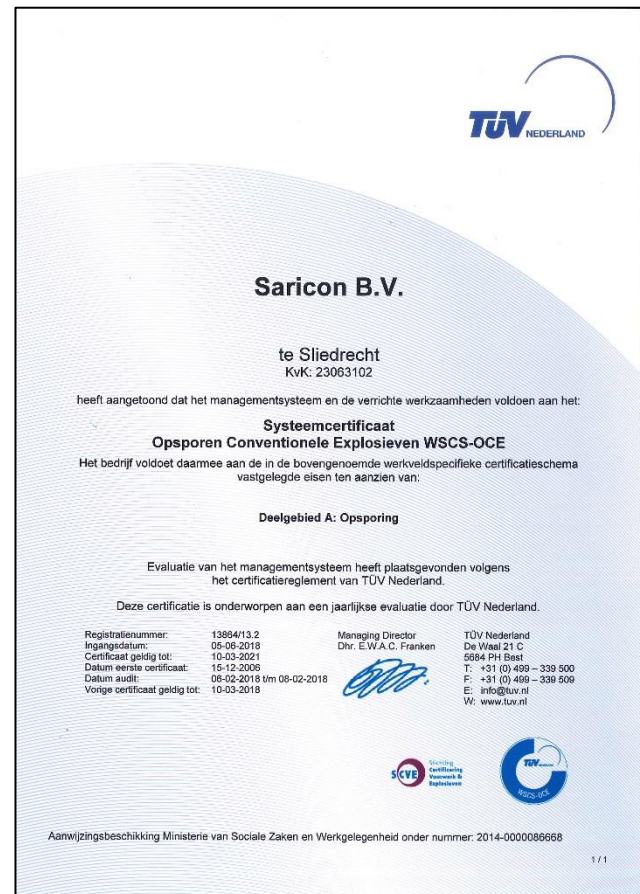 TÜV NEDERLAND
Saricon B.V.
te Sliedrecht
KvK: 23063102
heeft aangetoond dat het managementsysteem en de verrichte werkzaamheden voldoen aan het:
Systeemcertificaat
Opsporen Conventionele Explosieven WSCS-OCE
Het bedrijf voldoet daarmee aan de in de bovengenoemde werkveldspecifieke certificatieschema
vastgelegde eisen ten aanzien van:
Deelgebied A: Opsporing
Evaluatie van het managementsysteem heeft plaatsgevonden volgens
het certificatiereglement van TÜV Nederland.
Deze certificatie is onderworpen aan een jaarlijkse evaluatie door TÜV Nederland.
Registratienummer: 13864/13.2
Ingangsdatum: 05-06-2018
Certificaat geldig tot: 10-03-2021
Datum eerste certificaat: 15-12-2006
Datum audit: 06-02-2018 t/m 08-02-2018
Vorige certificaat geldig tot: 10-03-2018
Managing Director
Dhr. E.W.A.C. Franken
TÜV Nederland
De Waal 21 C
5684 PH Best
T: +31 (0) 499 – 339 500
F: +31 (0) 499 – 339 509
E: info@tuv.nl
W: www.tuv.nl
SCVE
Stichting
Certificering
Vuurwerk &
Explosieven
TÜV
WSCS-OCE
Aanwijzingsbeschikking Ministerie van Sociale Zaken en Werkgelegenheid onder nummer: 2014-0000086668
1 / 1